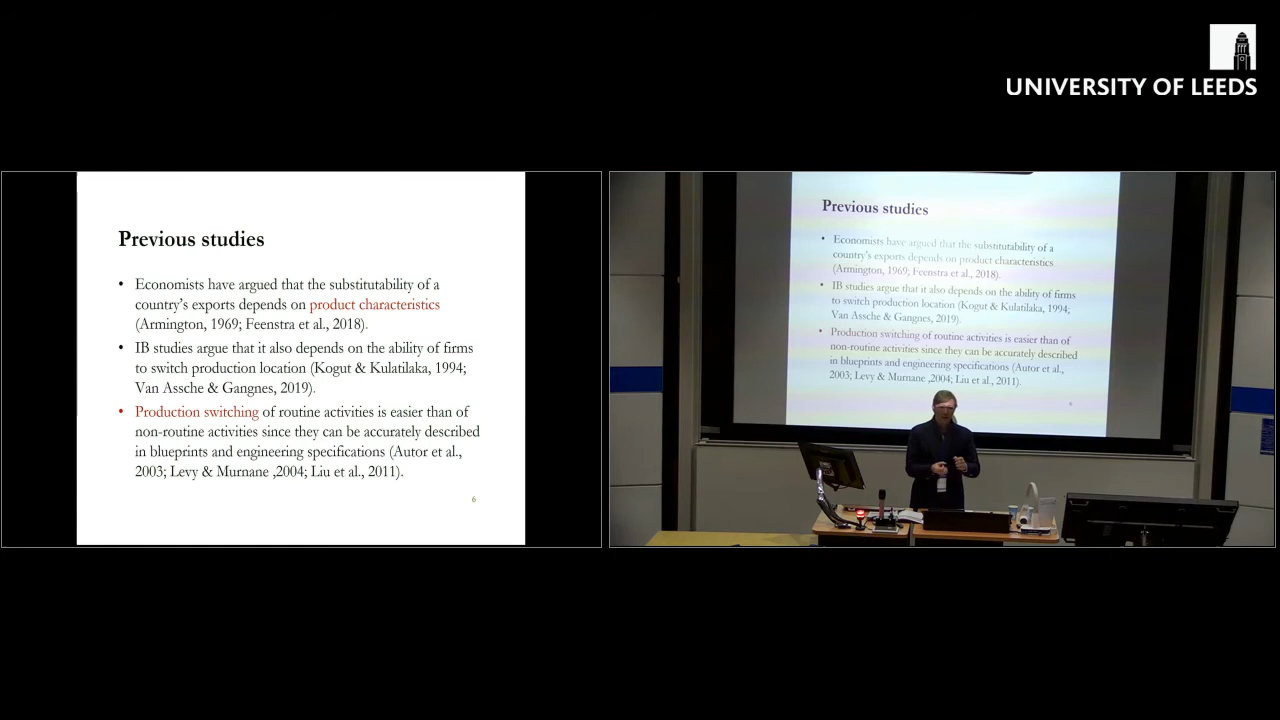 UNIVERSITY OF LEEDS
Previous studies
• Economists have argued that the substitutability of a
country's exports depends on product characteristics
(Armington, 1969; Feenstra et al., 2018).
• IB studies argue that it also depends on the ability of firms
to switch production location (Kogut & Kulatilaka, 1994;
Van Assche & Gangnes, 2019).
• Production switching of routine activities is easier than of
non-routine activities since they can be accurately described
in blueprints and engineering specifications (Autor et al.,
2003; Levy & Murnane ,2004; Liu et al., 2011).
6
Previous studies
• Economists have argued that the substitutability of a
country's exports depends on product characteristics
(Armington, 1969; Feenstra et al., 2018).
• IB studies argue that it also depends on the ability of firms
to switch production location (Kogut & Kulatilaka, 1994;
Van Assche & Gangnes, 2019).
• Production switching of routine activities is easier than of
non-routine activities since they can be accurately described
in blueprints and engineering specifications (Autor et al.,
2003; Levy & Murnane ,2004; Liu et al., 2011).
6